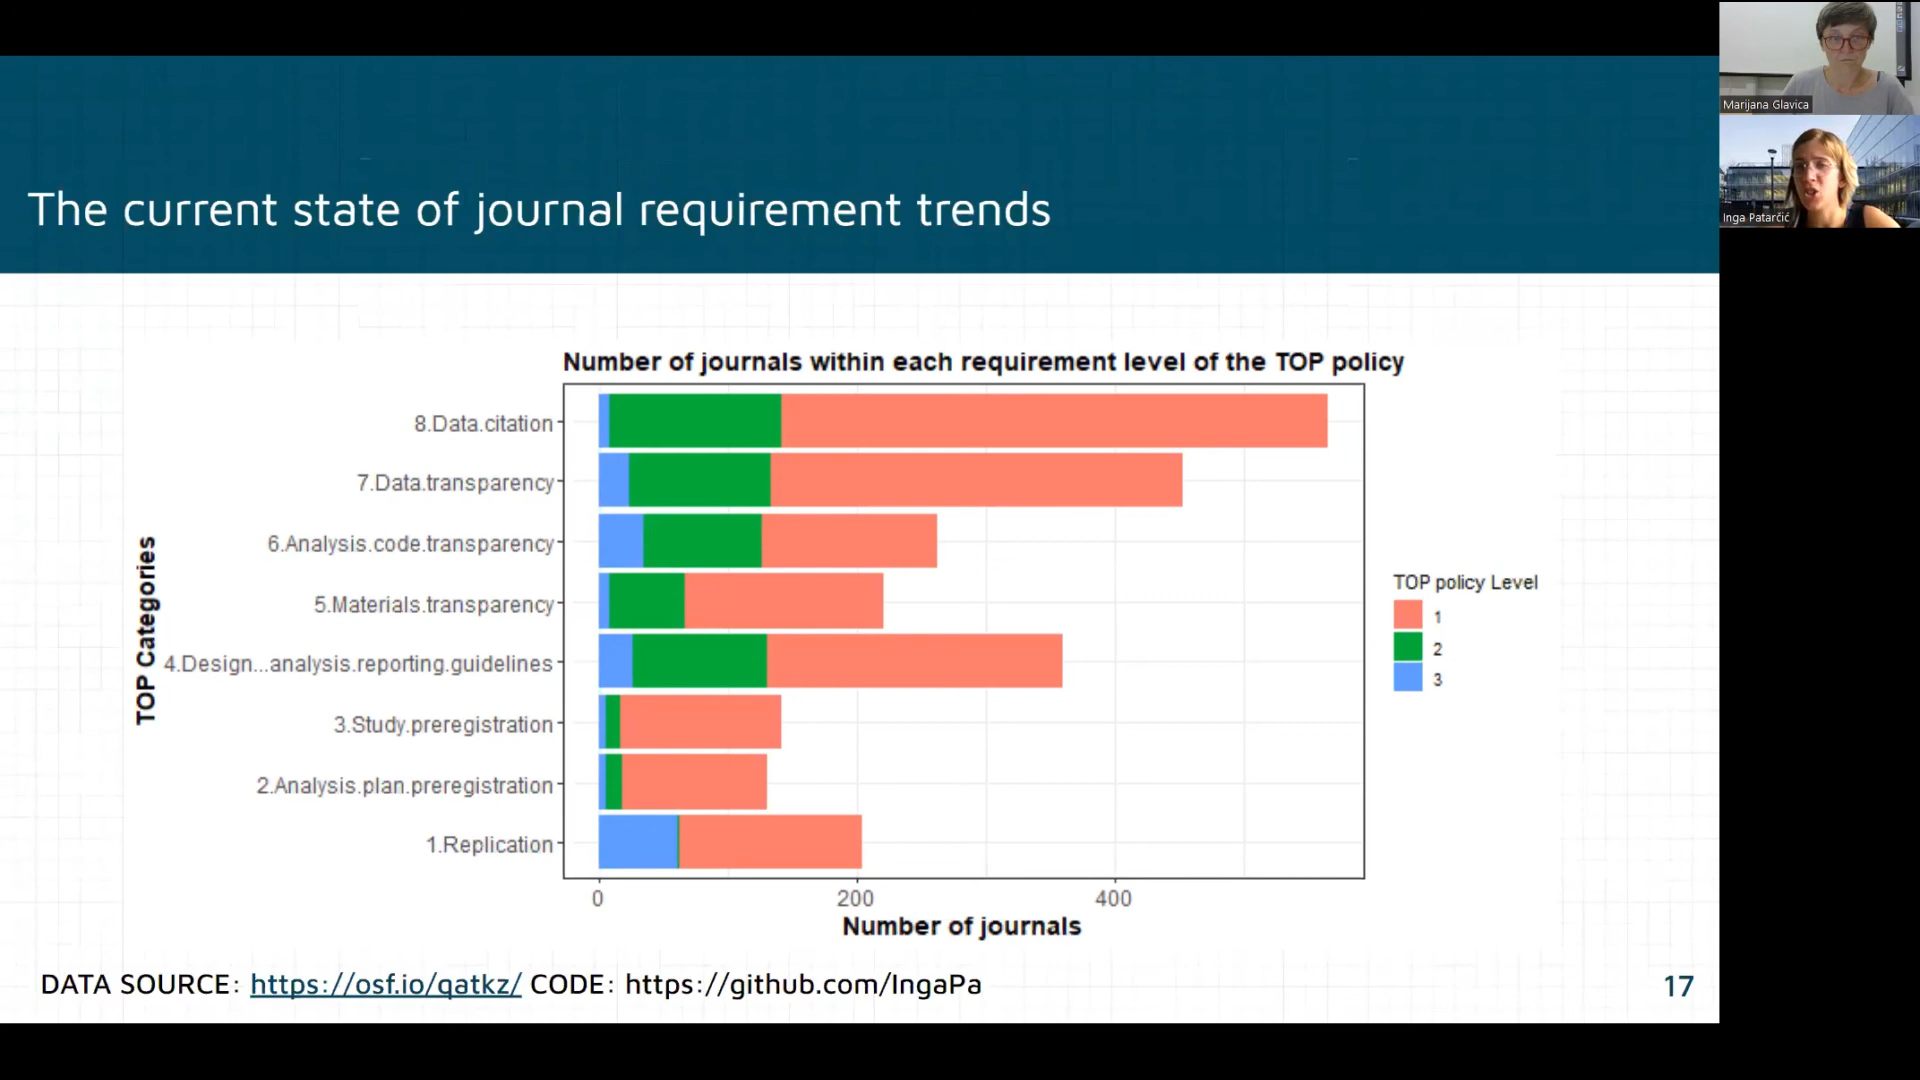 Marijana Glavica
Inga Patarčić
The current state of journal requirement trends
Number of journals within each requirement level of the TOP policy
TOP Categories
8.Data.citation
7.Data.transparency
6.Analysis.code.transparency
5.Materials.transparency
4.Design...analysis.reporting.guidelines
3.Study.preregistration
2.Analysis.plan.preregistration
1.Replication
0 200 400
Number of journals
TOP policy Level
1
2
3
DATA SOURCE: https://osf.io/qatkz/ CODE: https://github.com/IngaPa
17